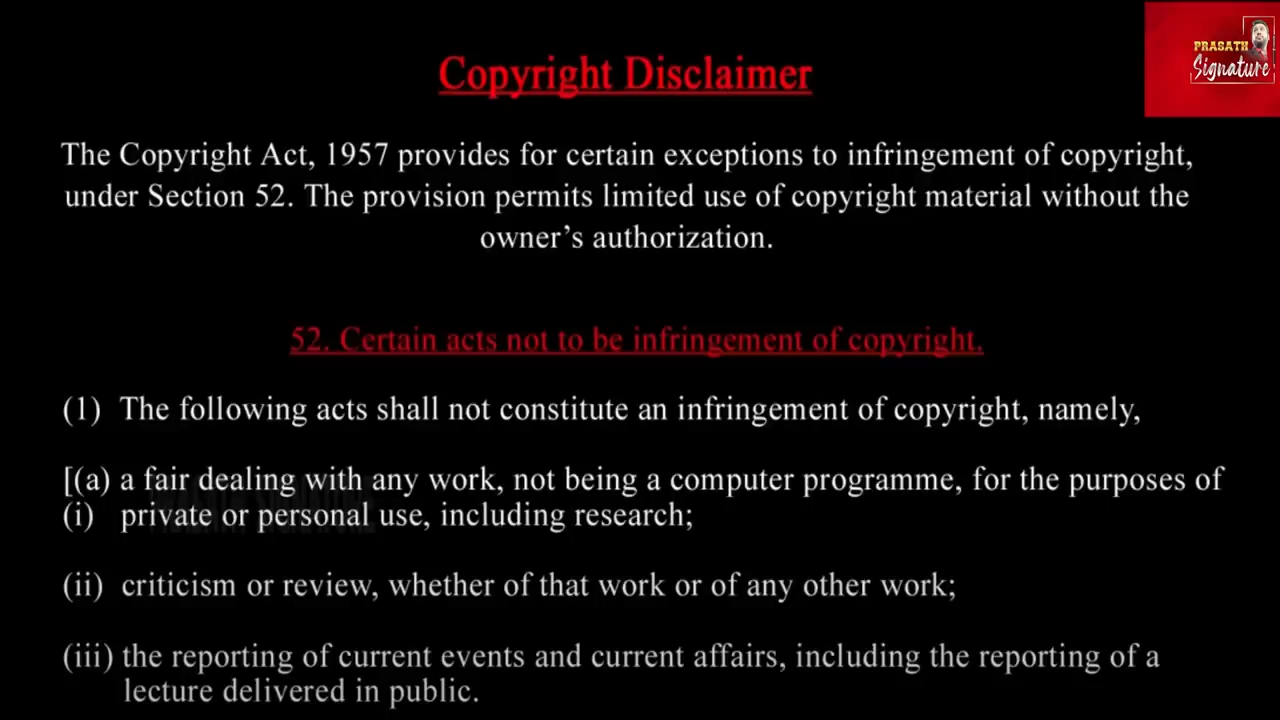 PRASATH
Signature
Copyright Disclaimer
The Copyright Act, 1957 provides for certain exceptions to infringement of copyright,
under Section 52. The provision permits limited use of copyright material without the
owner’s authorization.
52. Certain acts not to be infringement of copyright.
(1) The following acts shall not constitute an infringement of copyright, namely,
[(a) a fair dealing with any work, not being a computer programme, for the purposes of
(i) private or personal use, including research;
(ii) criticism or review, whether of that work or of any other work;
(iii) the reporting of current events and current affairs, including the reporting of a
lecture delivered in public.